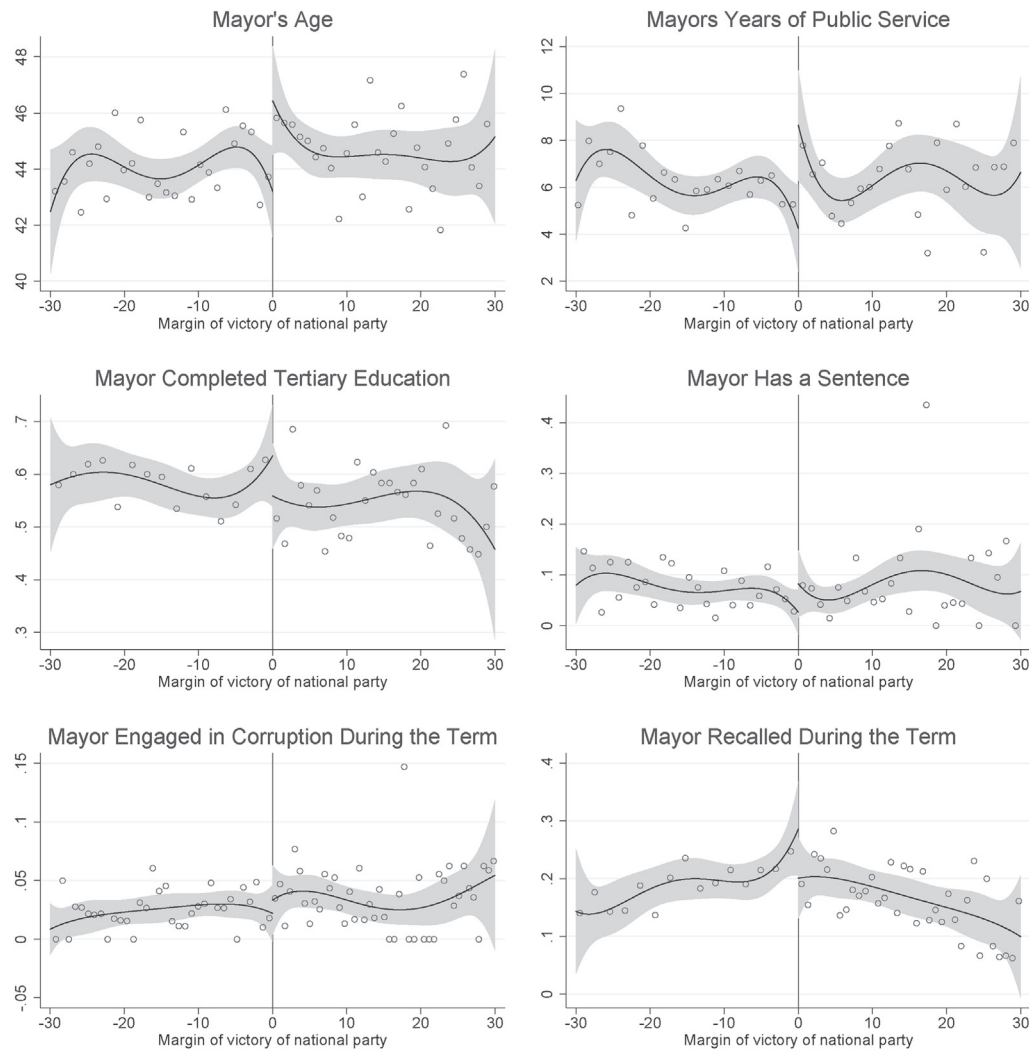 Mayor's Age
48
46
44
42
40
-30 -20 -10 0 10 20 30
Margin of victory of national party
Mayors Years of Public Service
12
10
8
6
4
2
-30 -20 -10 0 10 20 30
Margin of victory of national party
Mayor Completed Tertiary Education
.7
.6
.5
.4
.3
-30 -20 -10 0 10 20 30
Margin of victory of national party
Mayor Has a Sentence
.4
.3
.2
.1
0
-30 -20 -10 0 10 20 30
Margin of victory of national party
Mayor Engaged in Corruption During the Term
.15
.1
.05
0
-.05
-30 -20 -10 0 10 20 30
Margin of victory of national party
Mayor Recalled During the Term
.4
.3
.2
.1
0
-30 -20 -10 0 10 20 30
Margin of victory of national party